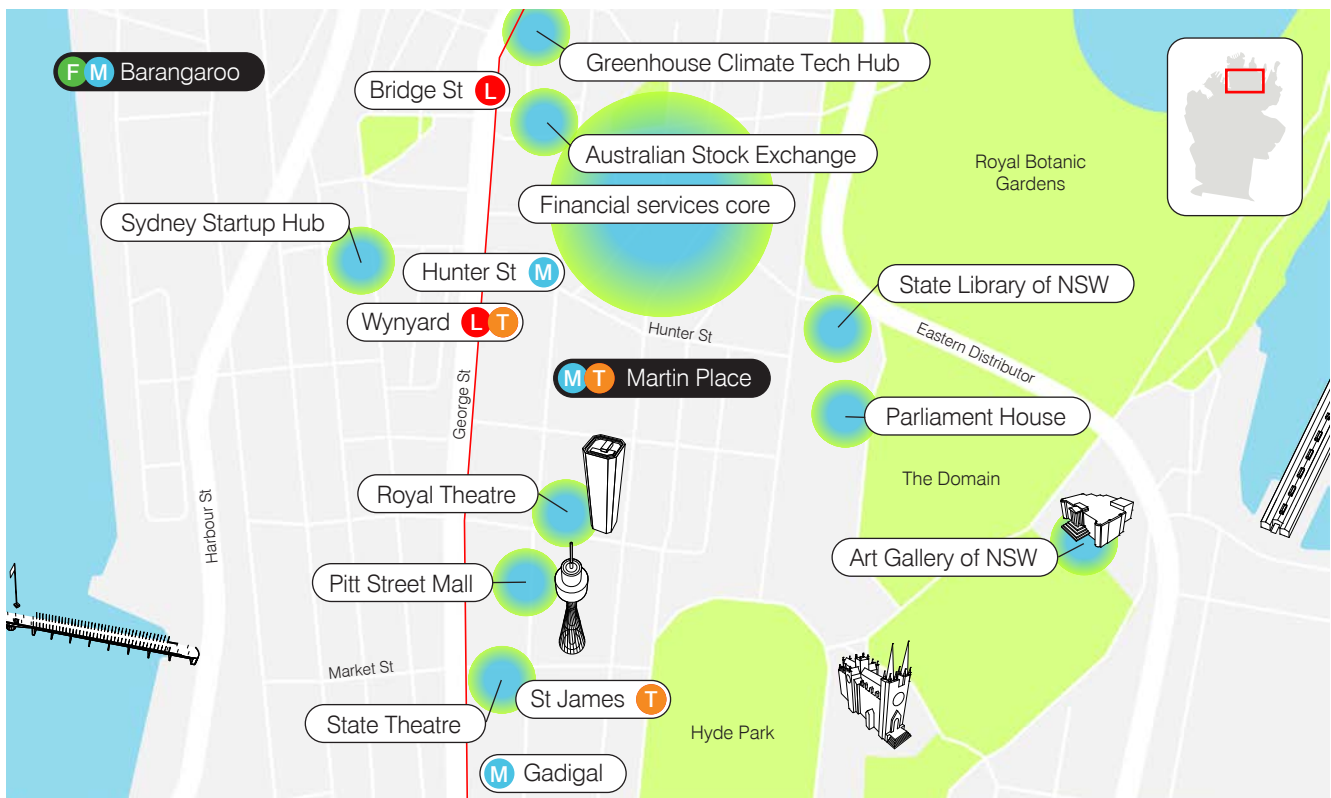 F M Barangaroo
Greenhouse Climate Tech Hub
Bridge St L
Australian Stock Exchange
Royal Botanic
Gardens
Financial services core
Sydney Startup Hub
Hunter St M
State Library of NSW
Wynyard L T
Hunter St
Eastern Distributor
M T Martin Place
George St
Parliament House
The Domain
Royal Theatre
Harbour St
Art Gallery of NSW
Pitt Street Mall
Market St
St James T
State Theatre
Hyde Park
M Gadigal